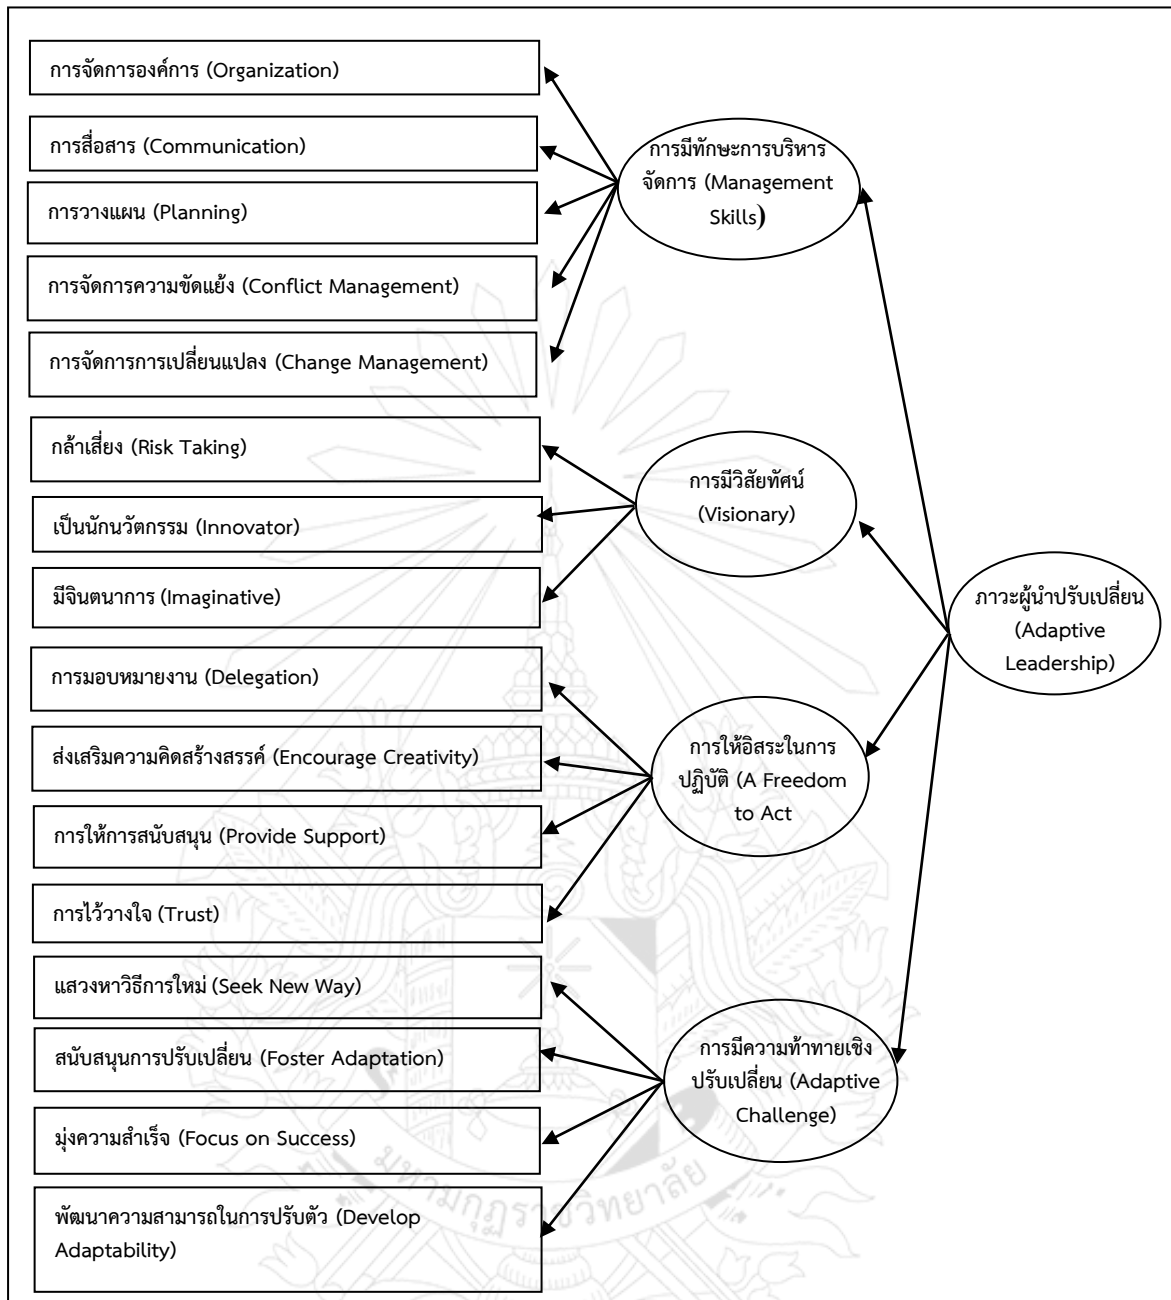 การจัดการองค์การ (Organization)
การสื่อสาร (Communication)
การวางแผน (Planning)
การจัดการความขัดแย้ง (Conflict Management)
การจัดการการเปลี่ยนแปลง (Change Management)
การมีทักษะการบริหาร
จัดการ (Management
Skills)
กล้าเสี่ยง (Risk Taking)
เป็นนักนวัตกรรม (Innovator)
มีจินตนาการ (Imaginative)
การมีวิสัยทัศน์
(Visionary)
ภาวะผู้นำปรับเปลี่ยน
(Adaptive
Leadership)
การมอบหมายงาน (Delegation)
ส่งเสริมความคิดสร้างสรรค์ (Encourage Creativity)
การให้การสนับสนุน (Provide Support)
การไว้วางใจ (Trust)
การให้อิสระในการ
ปฏิบัติ (A Freedom
to Act
แสวงหาวิธีการใหม่ (Seek New Way)
สนับสนุนการปรับเปลี่ยน (Foster Adaptation)
มุ่งความสำเร็จ (Focus on Success)
พัฒนาความสามารถในการปรับตัว (Develop
Adaptability)
การมีความท้าทายเชิง
ปรับเปลี่ยน (Adaptive
Challenge)
มหามกุฏราชวิทยาลัย